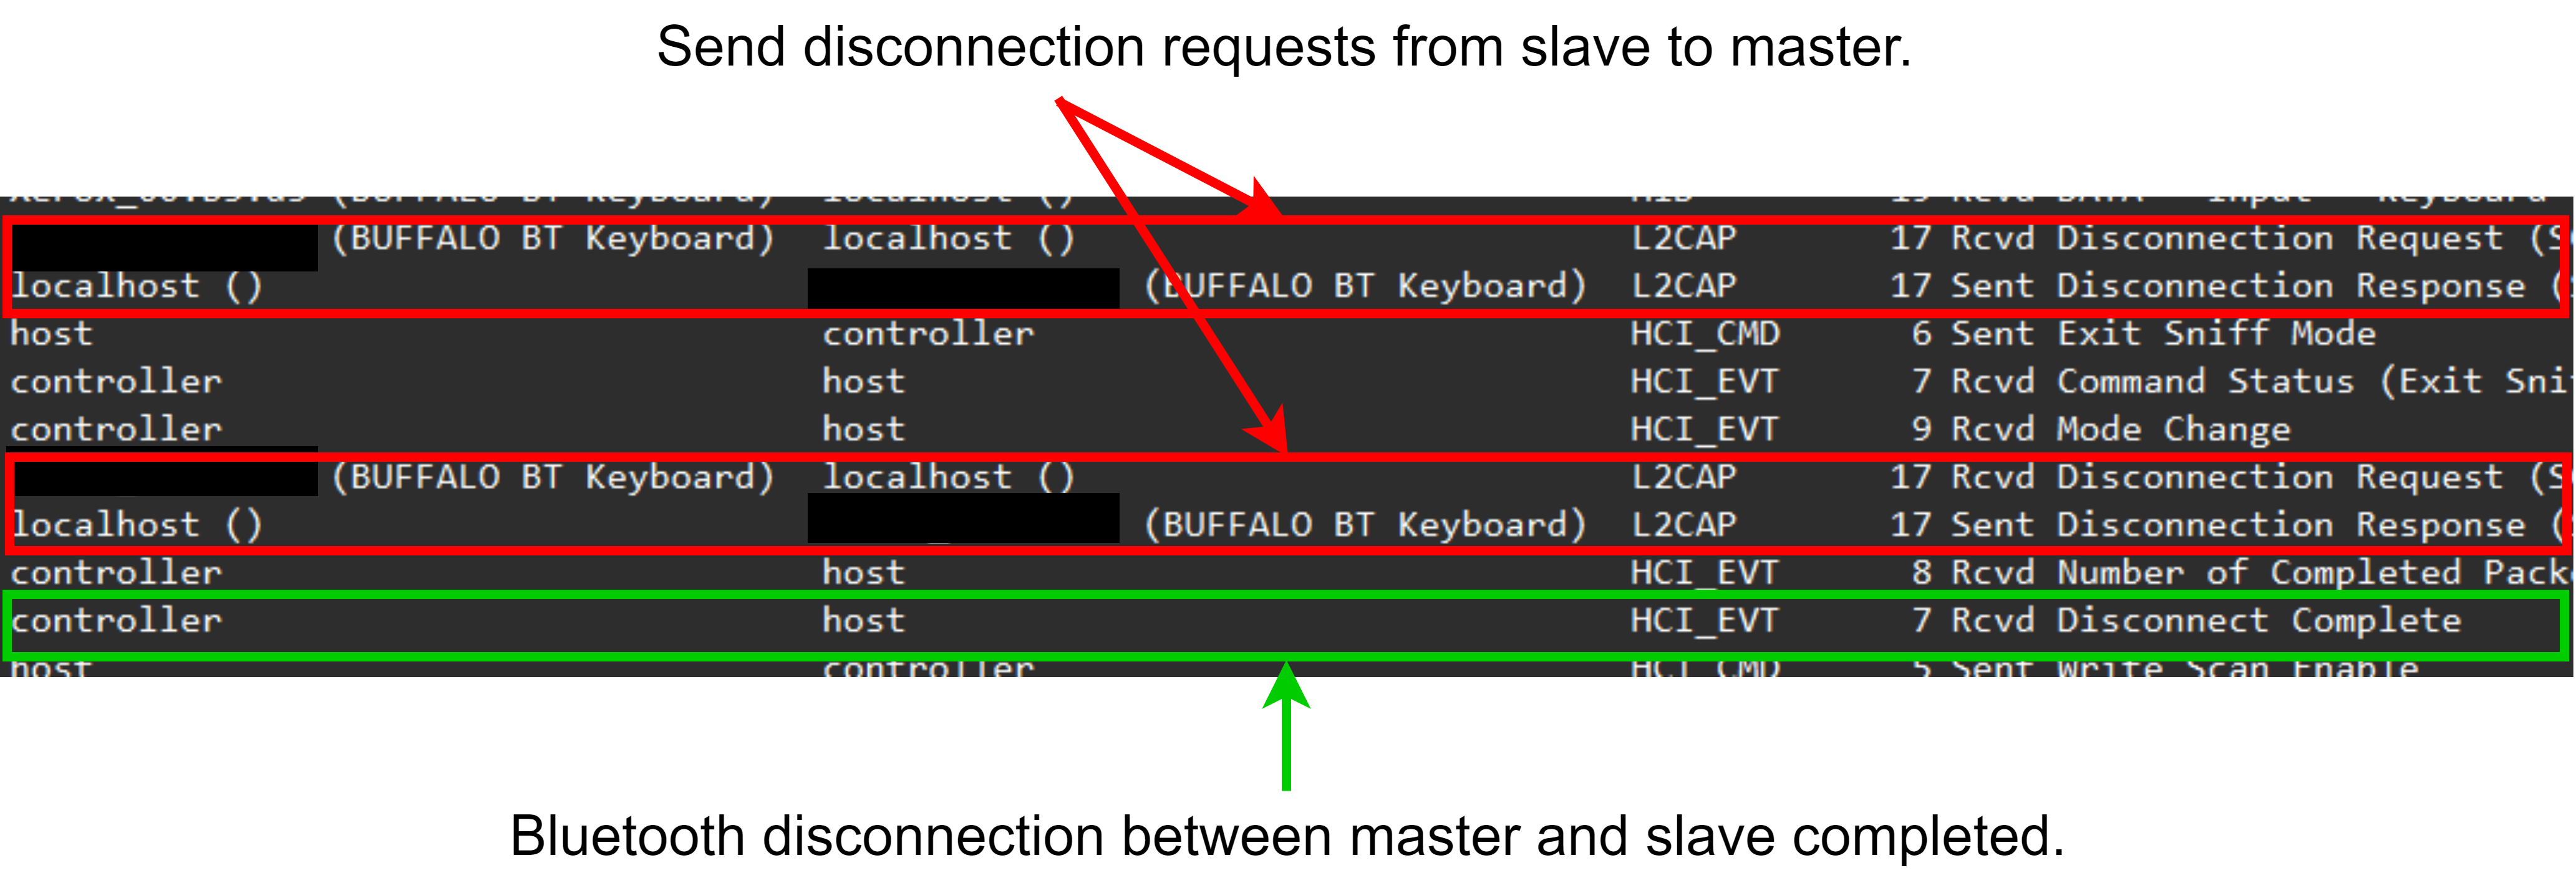 Send disconnection requests from slave to master.
(BUFFALO BT Keyboard) localhost () HID 19 Rcvd DATA - Input - Keyboard
(BUFFALO BT Keyboard) localhost () L2CAP 17 Rcvd Disconnection Request (S
localhost () (BUFFALO BT Keyboard) L2CAP 17 Sent Disconnection Response (
host controller HCI_CMD 6 Sent Exit Sniff Mode
controller host HCI_EVT 7 Rcvd Command Status (Exit Sni
controller host HCI_EVT 9 Rcvd Mode Change
(BUFFALO BT Keyboard) localhost () L2CAP 17 Rcvd Disconnection Request (S
localhost () (BUFFALO BT Keyboard) L2CAP 17 Sent Disconnection Response (
controller host HCI_EVT 8 Rcvd Number of Completed Pack
controller host HCI_EVT 7 Rcvd Disconnect Complete
host controller HCI_CMD 5 Sent Write Scan Enable
Bluetooth disconnection between master and slave completed.